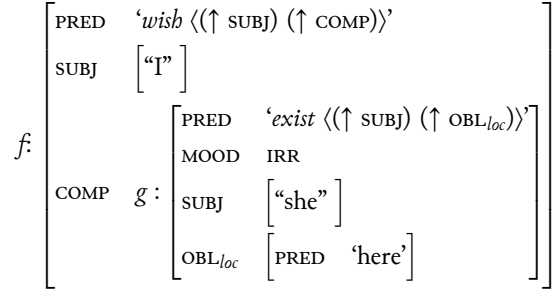 PRED ‘wish ⟨(↑ SUBJ) (↑ COMP)⟩’
SUBJ [“I”]
PRED ‘exist ⟨(↑ SUBJ) (↑ OBLloc)⟩’
f:
MOOD IRR
COMP g:
SUBJ [“she”]
OBLloc [PRED ‘here’]